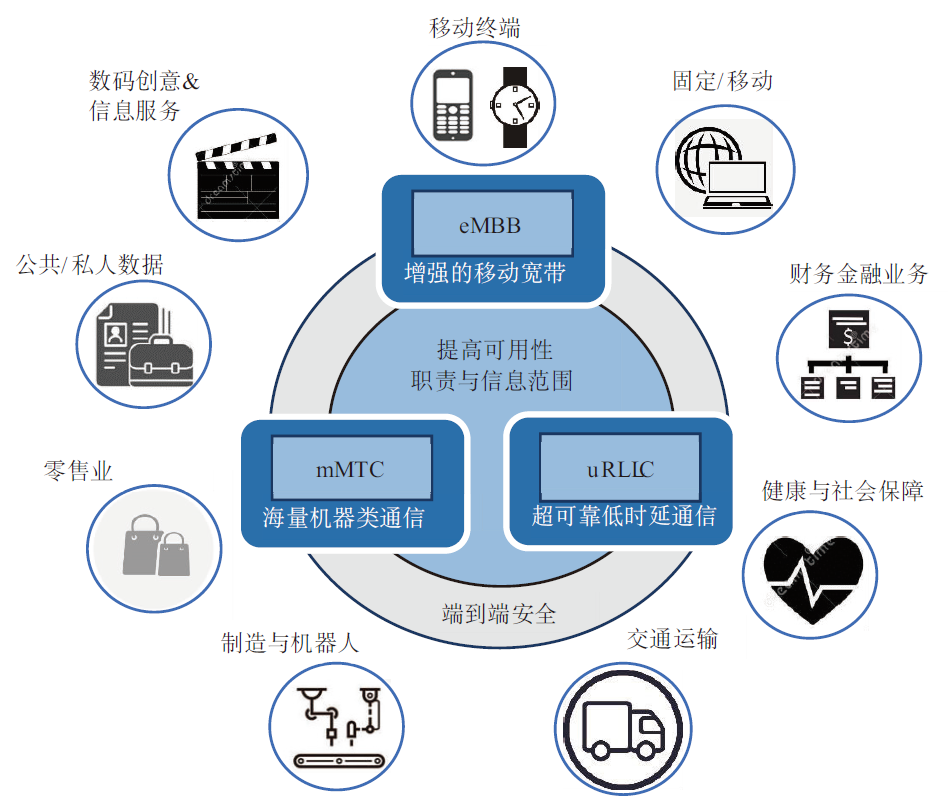 移动终端
数码创意&
信息服务
固定/移动
eMBB
增强的移动宽带
公共/私人数据
财务金融业务
$
提高可用性
职责与信息范围
mMTC
海量机器类通信
uRLLC
超可靠低时延通信
零售业
健康与社会保障
端到端安全
制造与机器人
交通运输